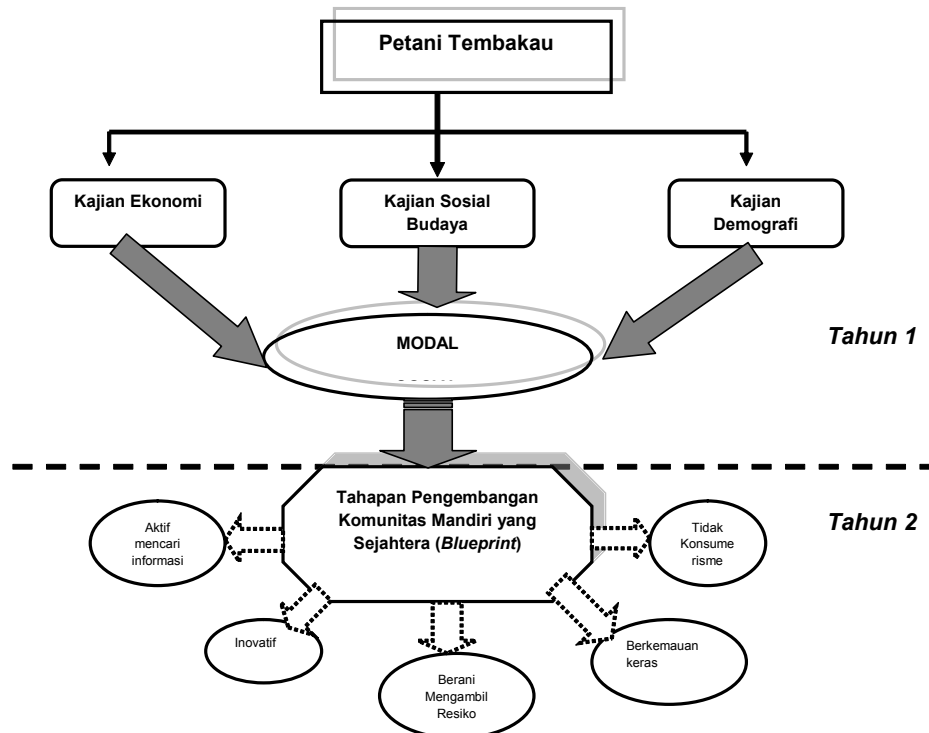 Petani Tembakau
Kajian Ekonomi
Kajian Sosial
Budaya
Kajian
Demografi
MODAL
Tahun 1
Tahapan Pengembangan
Komunitas Mandiri yang
Sejahtera (Blueprint)
Tahun 2
Aktif
mencari
informasi
Tidak
Konsume
risme
Inovatif
Berani
Mengambil
Resiko
Berkemauan
keras